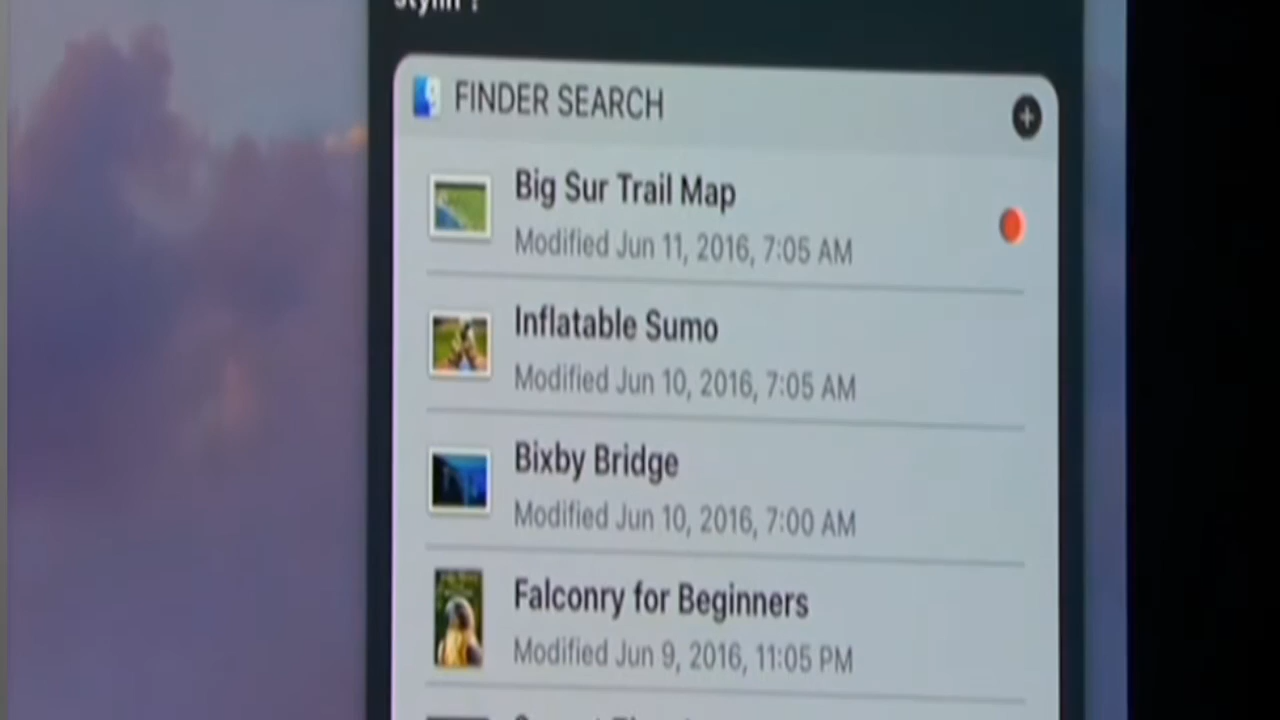 FINDER SEARCH
Big Sur Trail Map
Modified Jun 11, 2016, 7:05 AM
Inflatable Sumo
Modified Jun 10, 2016, 7:05 AM
Bixby Bridge
Modified Jun 10, 2016, 7:00 AM
Falconry for Beginners
Modified Jun 9, 2016, 11:05 PM